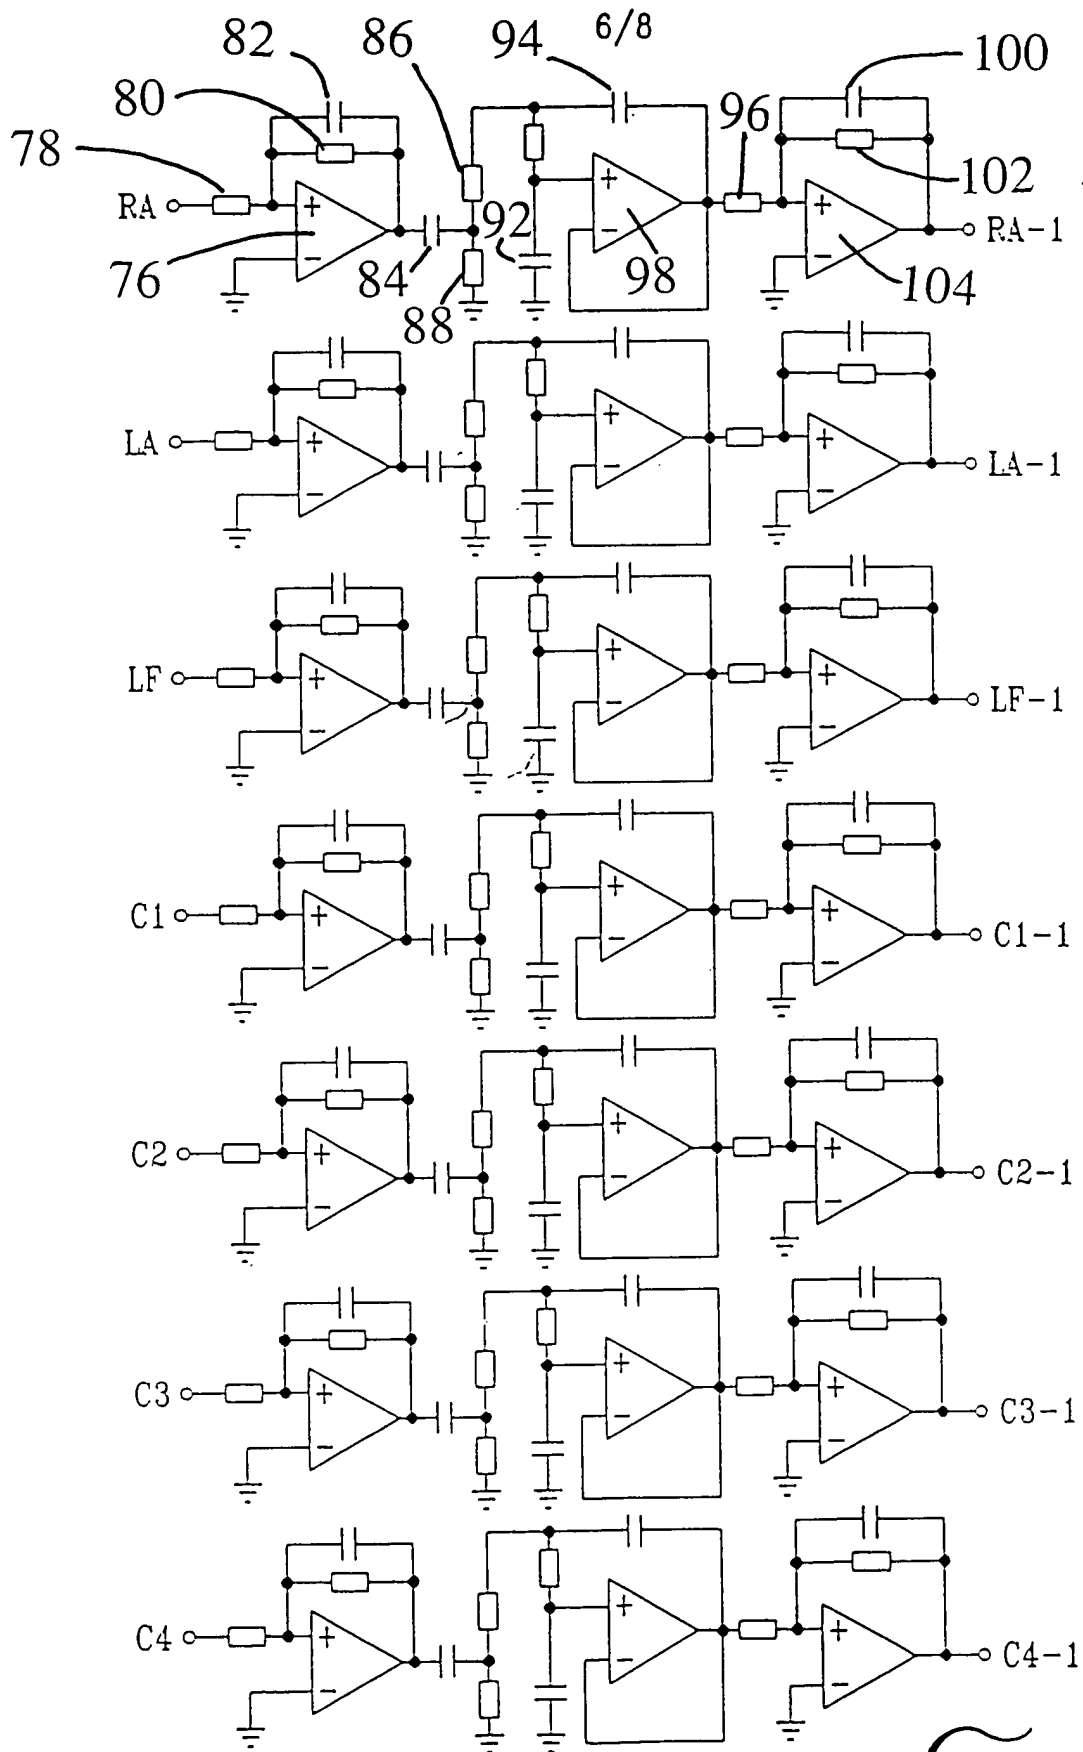 6/8
82 86 94 100
80 96
78 102
RA + + + RA-1
- - -
76 84 92 98 104
88
LA + + + LA-1
- - -
LF + + + LF-1
- - -
C1 + + + C1-1
- - -
C2 + + + C2-1
- - -
C3 + + + C3-1
- - -
C4 + + + C4-1
- - -